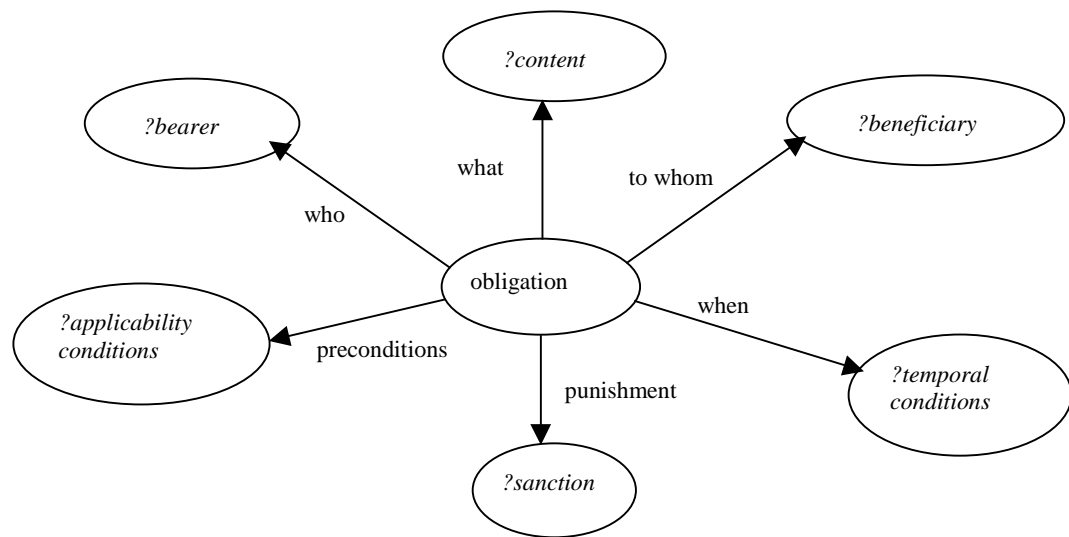 ?content
?bearer
?beneficiary
what
to whom
who
obligation
when
?applicability
conditions
preconditions
?temporal
conditions
punishment
?sanction